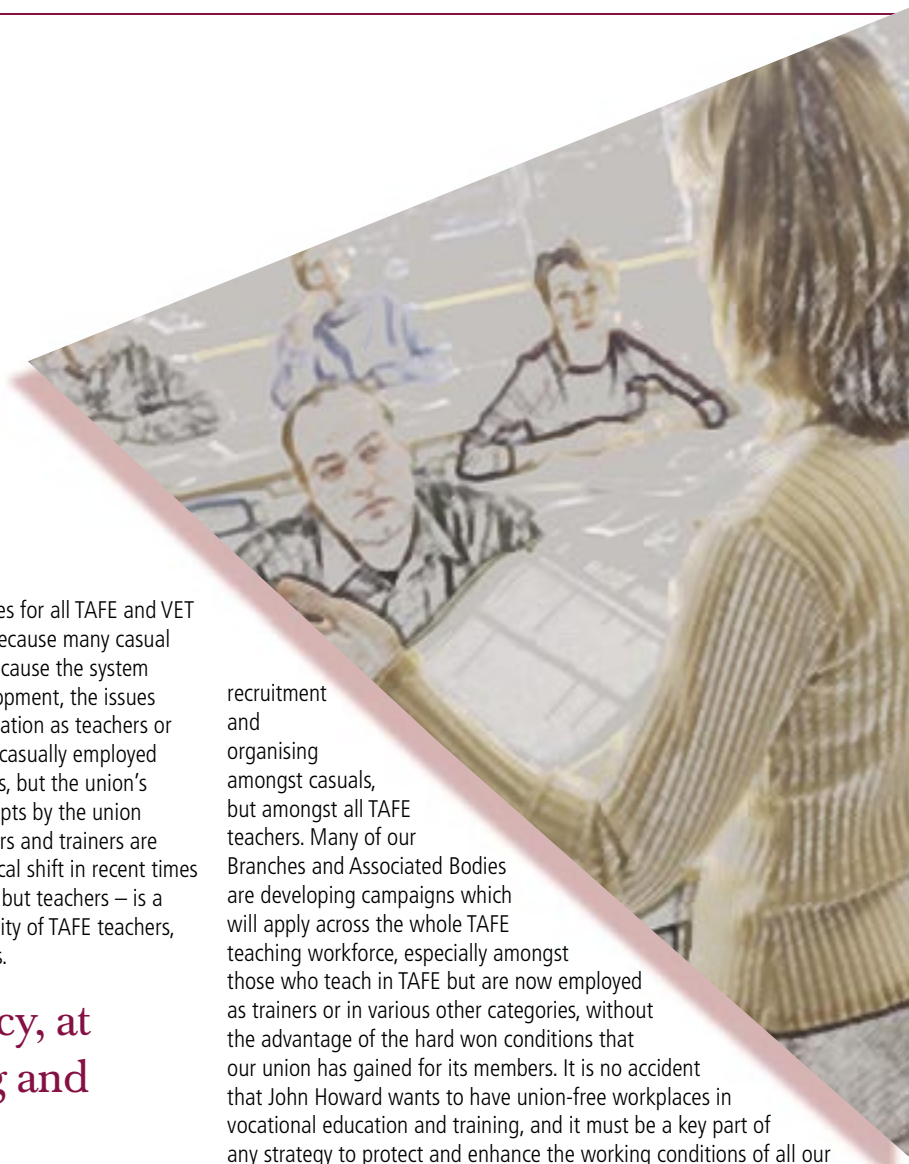 es for all TAFE and VET
ecause many casual
cause the system
opment, the issues
ation as teachers or
casually employed
s, but the union's
pts by the union
rs and trainers are
cal shift in recent times
but teachers – is a
ity of TAFE teachers,
s.
cy, at
g and
recruitment
and
organising
amongst casuals,
but amongst all TAFE
teachers. Many of our
Branches and Associated Bodies
are developing campaigns which
will apply across the whole TAFE
teaching workforce, especially amongst
those who teach in TAFE but are now employed
as trainers or in various other categories, without
the advantage of the hard won conditions that
our union has gained for its members. It is no accident
that John Howard wants to have union-free workplaces in
vocational education and training, and it must be a key part of
any strategy to protect and enhance the working conditions of all our